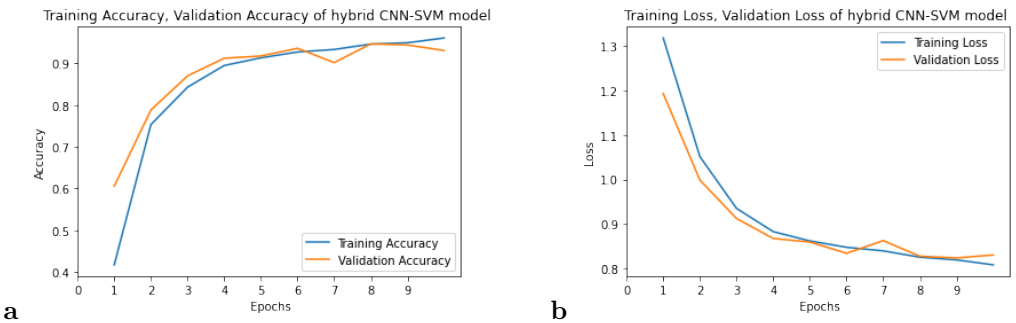 Training Accuracy, Validation Accuracy of hybrid CNN-SVM model
0.9
0.8
0.7
0.6
0.5
0.4
Accuracy
Training Accuracy
Validation Accuracy
0 1 2 3 4 5 6 7 8 9
Epochs
a
Training Loss, Validation Loss of hybrid CNN-SVM model
1.3
1.2
1.1
1.0
0.9
0.8
Loss
Training Loss
Validation Loss
0 1 2 3 4 5 6 7 8 9
Epochs
b